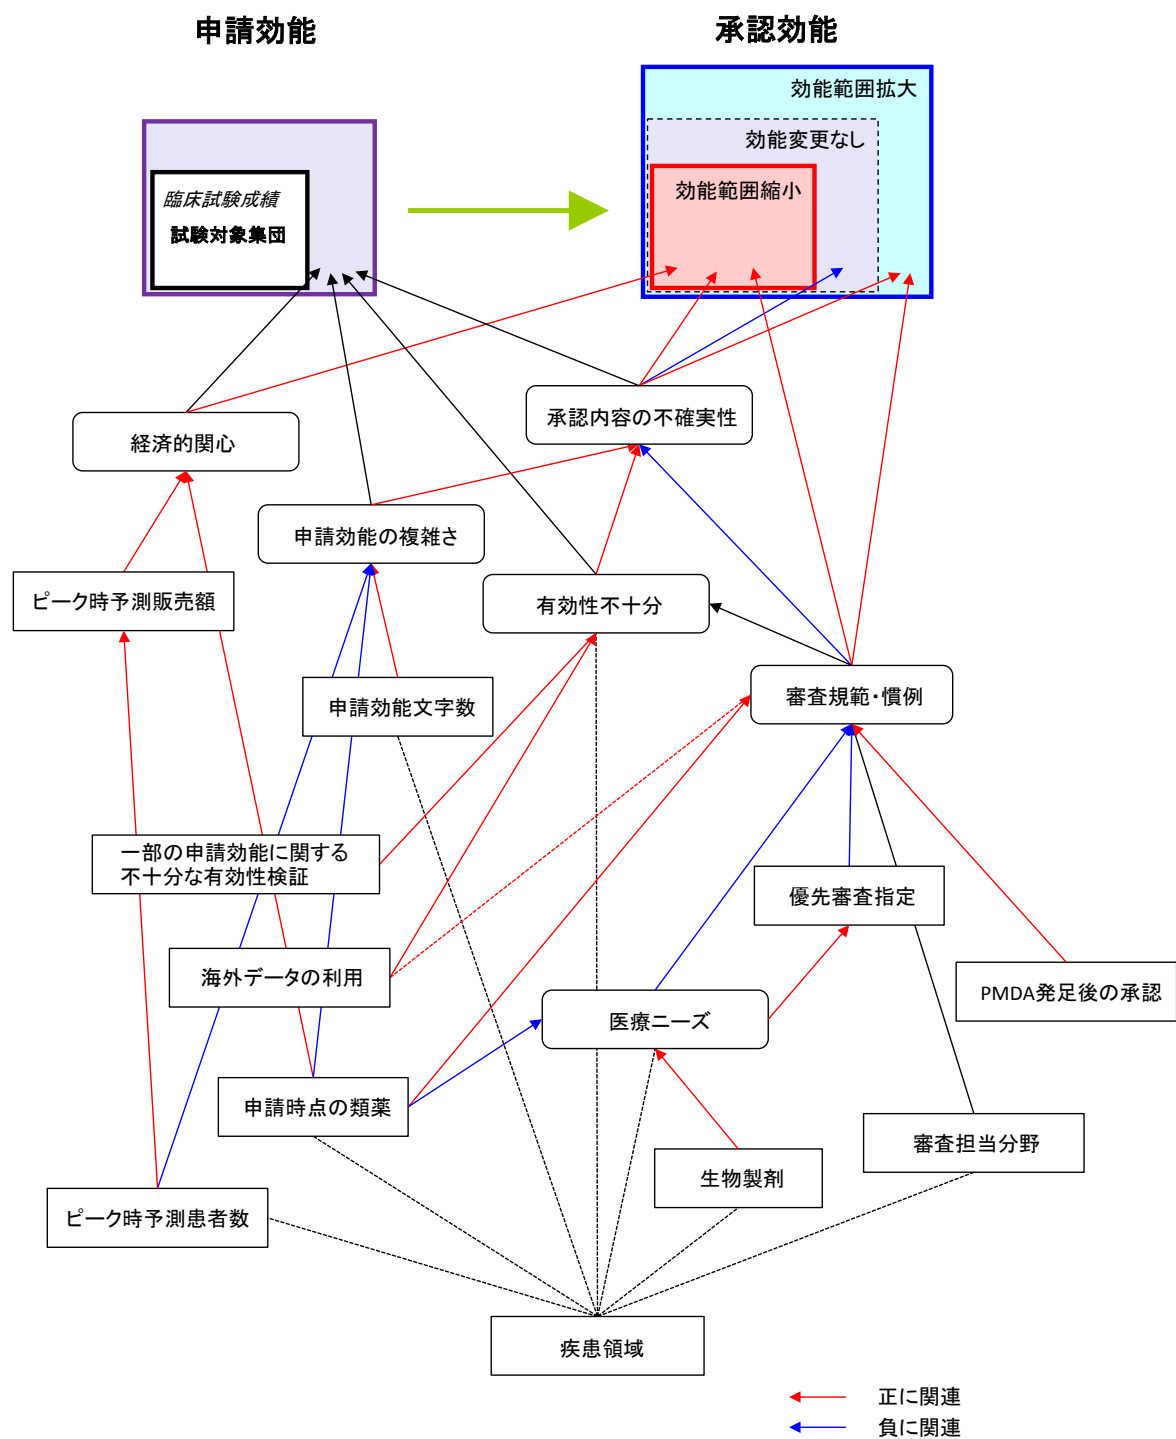 申請効能
承認効能
効能範囲拡大
効能変更なし
効能範囲縮小
臨床試験成績
試験対象集団
経済的関心
承認内容の不確実性
申請効能の複雑さ
ピーク時予測販売額
有効性不十分
申請効能文字数
審査規範・慣例
一部の申請効能に関する
不十分な有効性検証
優先審査指定
海外データの利用
PMDA発足後の承認
医療ニーズ
申請時点の類薬
審査担当分野
生物製剤
ピーク時予測患者数
疾患領域
正に関連
負に関連